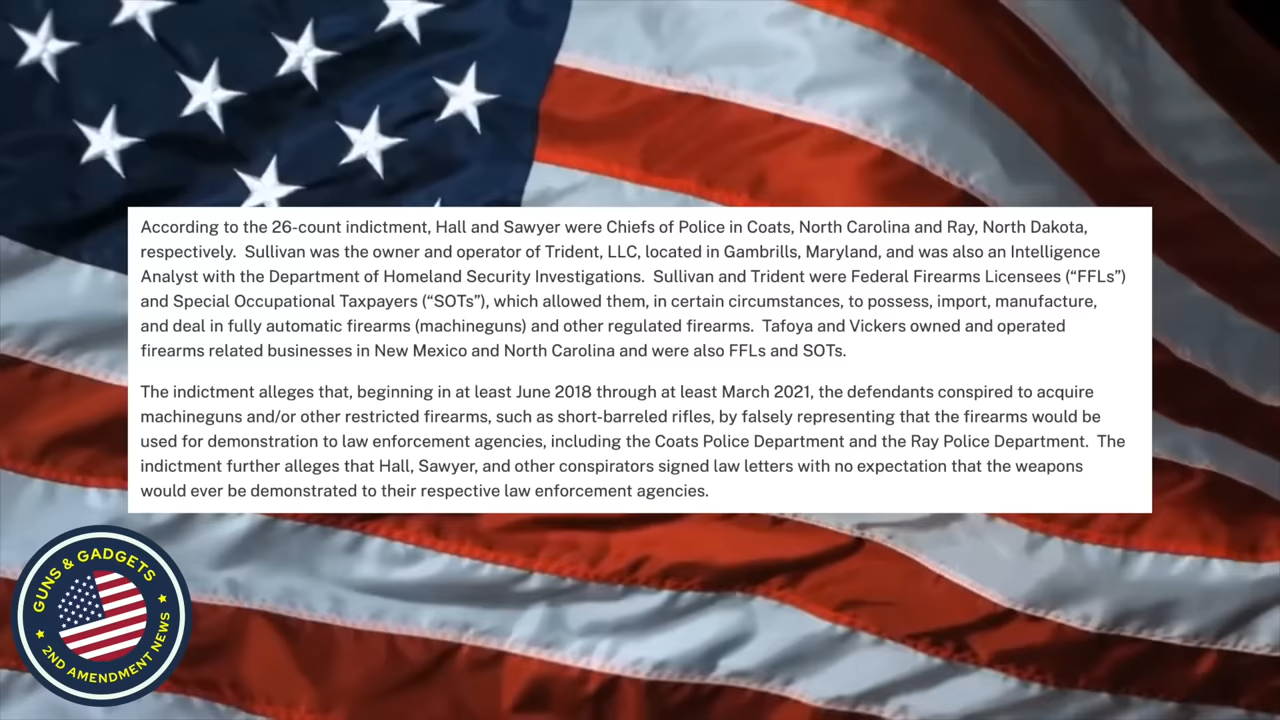 According to the 26-count indictment, Hall and Sawyer were Chiefs of Police in Coats, North Carolina and Ray, North Dakota,
respectively.  Sullivan was the owner and operator of Trident, LLC, located in Gambrills, Maryland, and was also an Intelligence
Analyst with the Department of Homeland Security Investigations.  Sullivan and Trident were Federal Firearms Licensees (“FFLs”)
and Special Occupational Taxpayers (“SOTs”), which allowed them, in certain circumstances, to possess, import, manufacture,
and deal in fully automatic firearms (machineguns) and other regulated firearms.  Tafoya and Vickers owned and operated
firearms related businesses in New Mexico and North Carolina and were also FFLs and SOTs.
The indictment alleges that, beginning in at least June 2018 through at least March 2021, the defendants conspired to acquire
machineguns and/or other restricted firearms, such as short-barreled rifles, by falsely representing that the firearms would be
used for demonstration to law enforcement agencies, including the Coats Police Department and the Ray Police Department.  The
indictment further alleges that Hall, Sawyer, and other conspirators signed law letters with no expectation that the weapons
would ever be demonstrated to their respective law enforcement agencies.
GUNS & GADGETS
2ND AMENDMENT NEWS